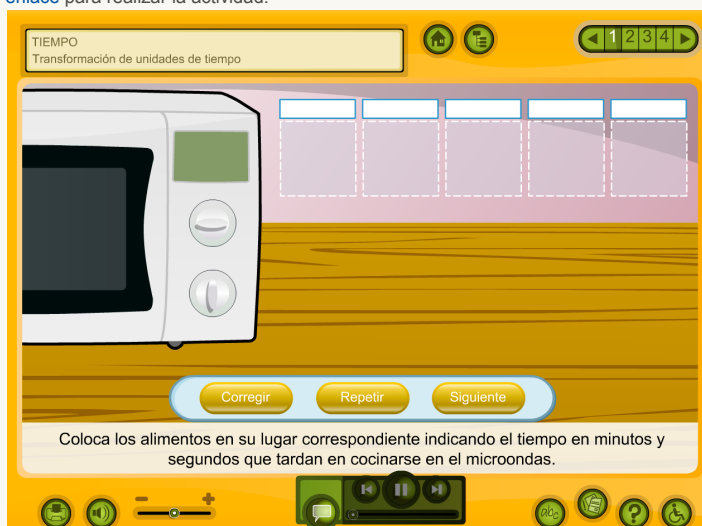 enlace para realizar la actividad.
TIEMPO
Transformación de unidades de tiempo
1 2 3 4
Corregir
Repetir
Siguiente
Coloca los alimentos en su lugar correspondiente indicando el tiempo en minutos y
segundos que tardan en cocinarse en el microondas.
abc
?